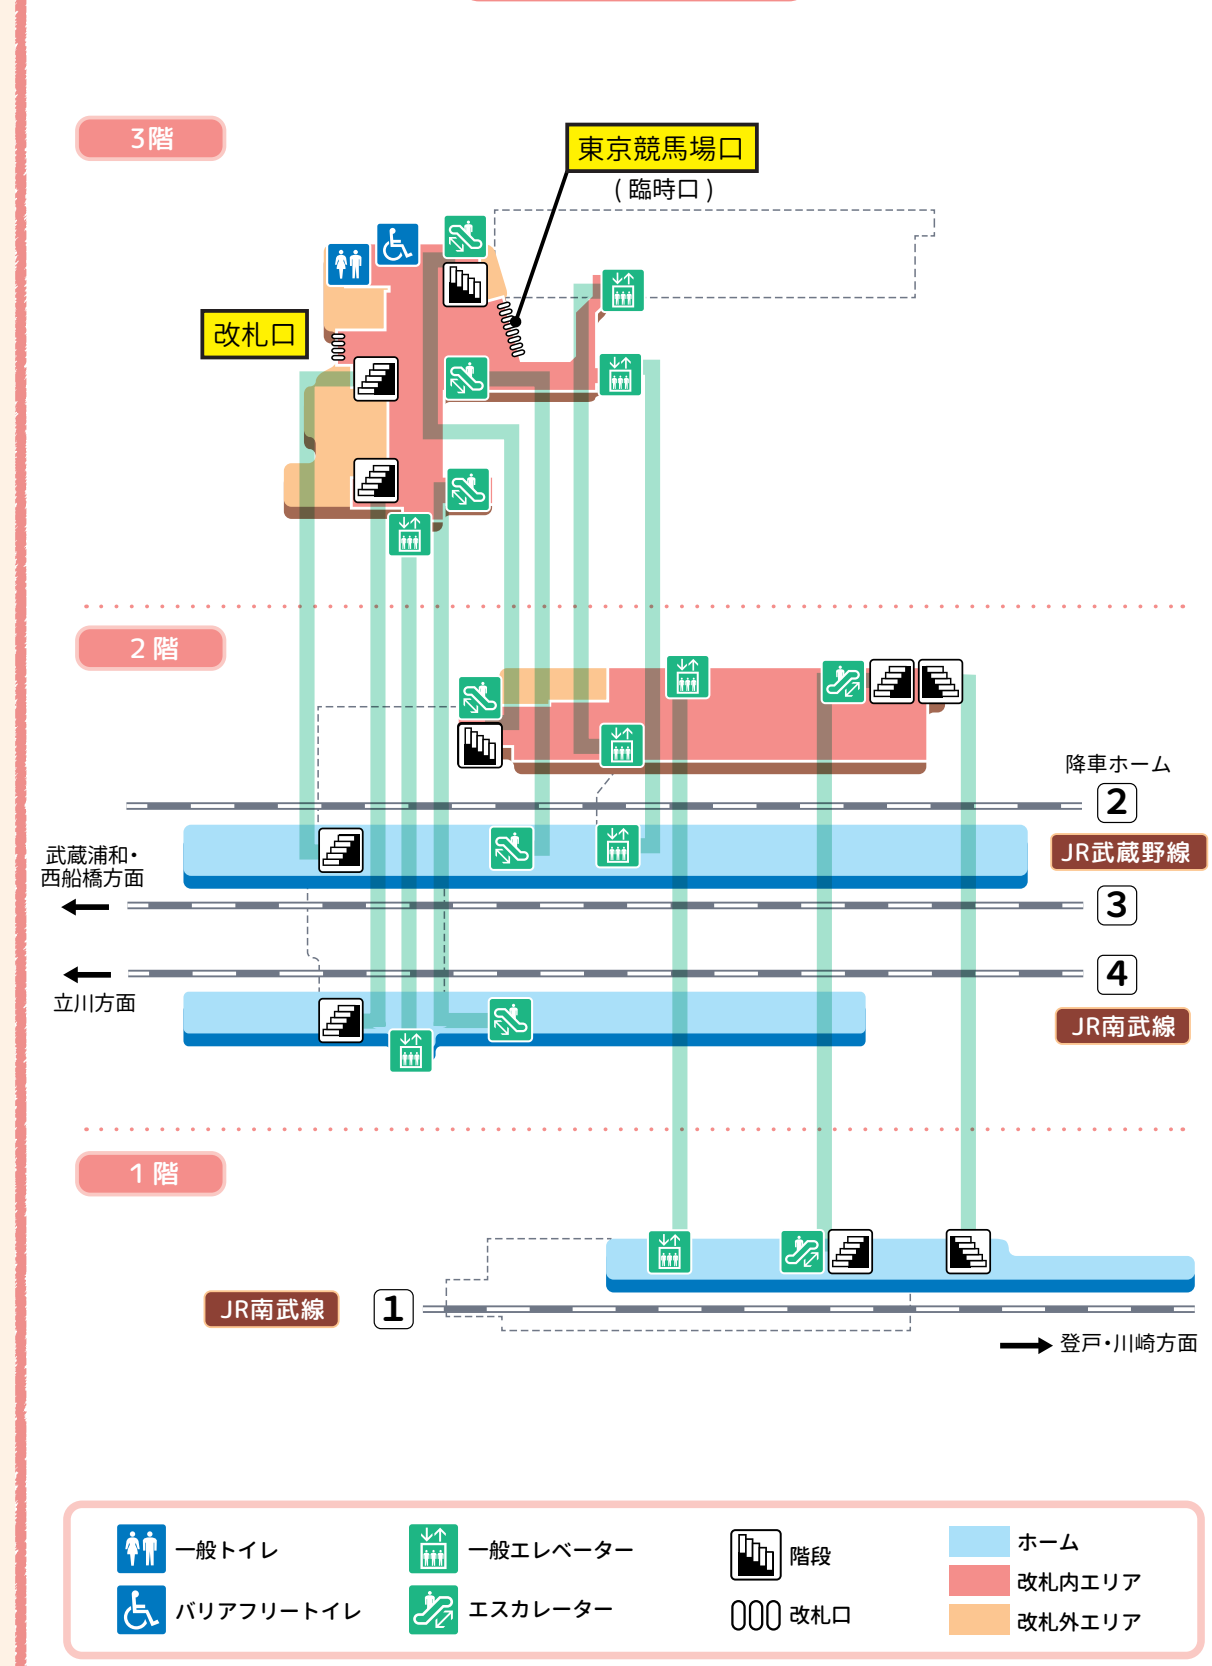 3階
東京競馬場口
(臨時口)
改札口
2階
降車ホーム
2
JR武蔵野線
武蔵浦和・
西船橋方面
3
4
立川方面
JR南武線
1階
JR南武線
1
登戸・川崎方面
一般トイレ
一般エレベーター
階段
ホーム
改札内エリア
バリアフリートイレ
エスカレーター
改札口
改札外エリア